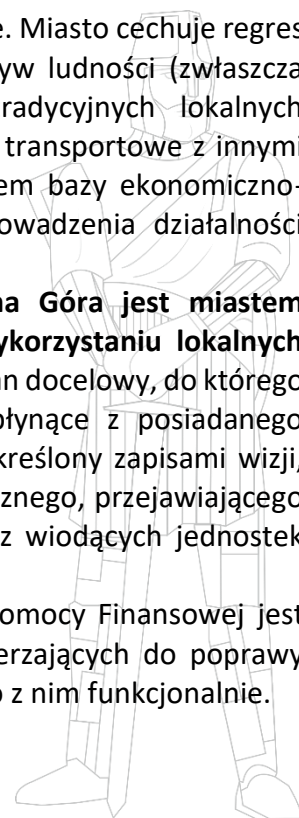 e. Miasto cechuje regres
yw ludności (zwłaszcza
radycyjnych lokalnych
transportowe z innymi
em bazy ekonomiczno-
owadzenia działalności
na Góra jest miastem
ykorzystaniu lokalnych
an docelowy, do którego
płynące z posiadanego
kreślony zapisami wizji,
znego, przejawiającego
z wiodących jednostek
omocy Finansowej jest
erzających do poprawy
o z nim funkcjonalnie.